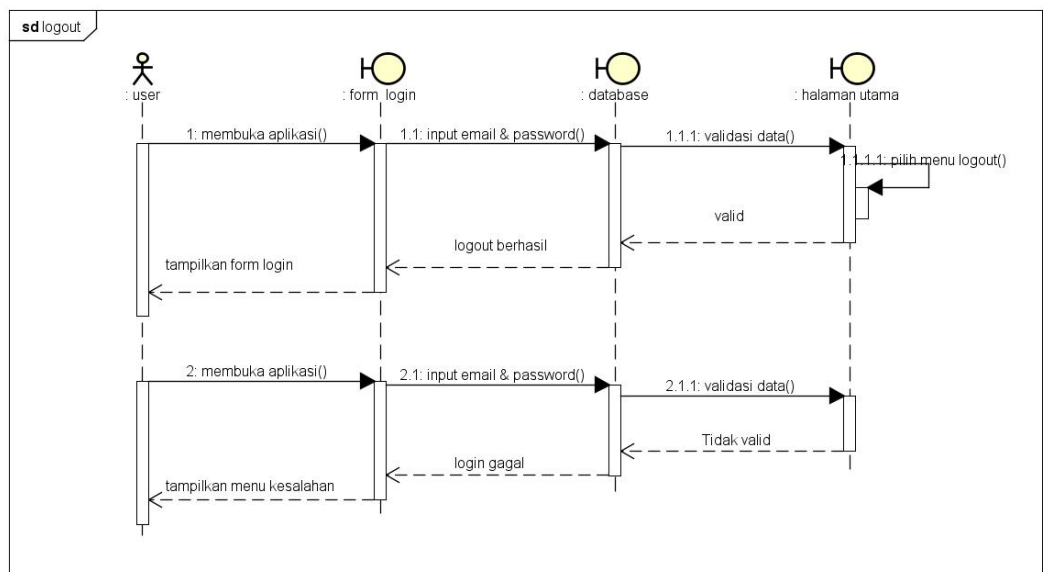 sd logout
: user
: form_login
: database
: halaman utama
1: membuka aplikasi()
1.1: input email & password()
1.1.1: validasi data()
1.1.1.1: pilih menu logout()
valid
logout berhasil
tampilkan form login
2: membuka aplikasi()
2.1: input email & password()
2.1.1: validasi data()
Tidak valid
login gagal
tampilkan menu kesalahan